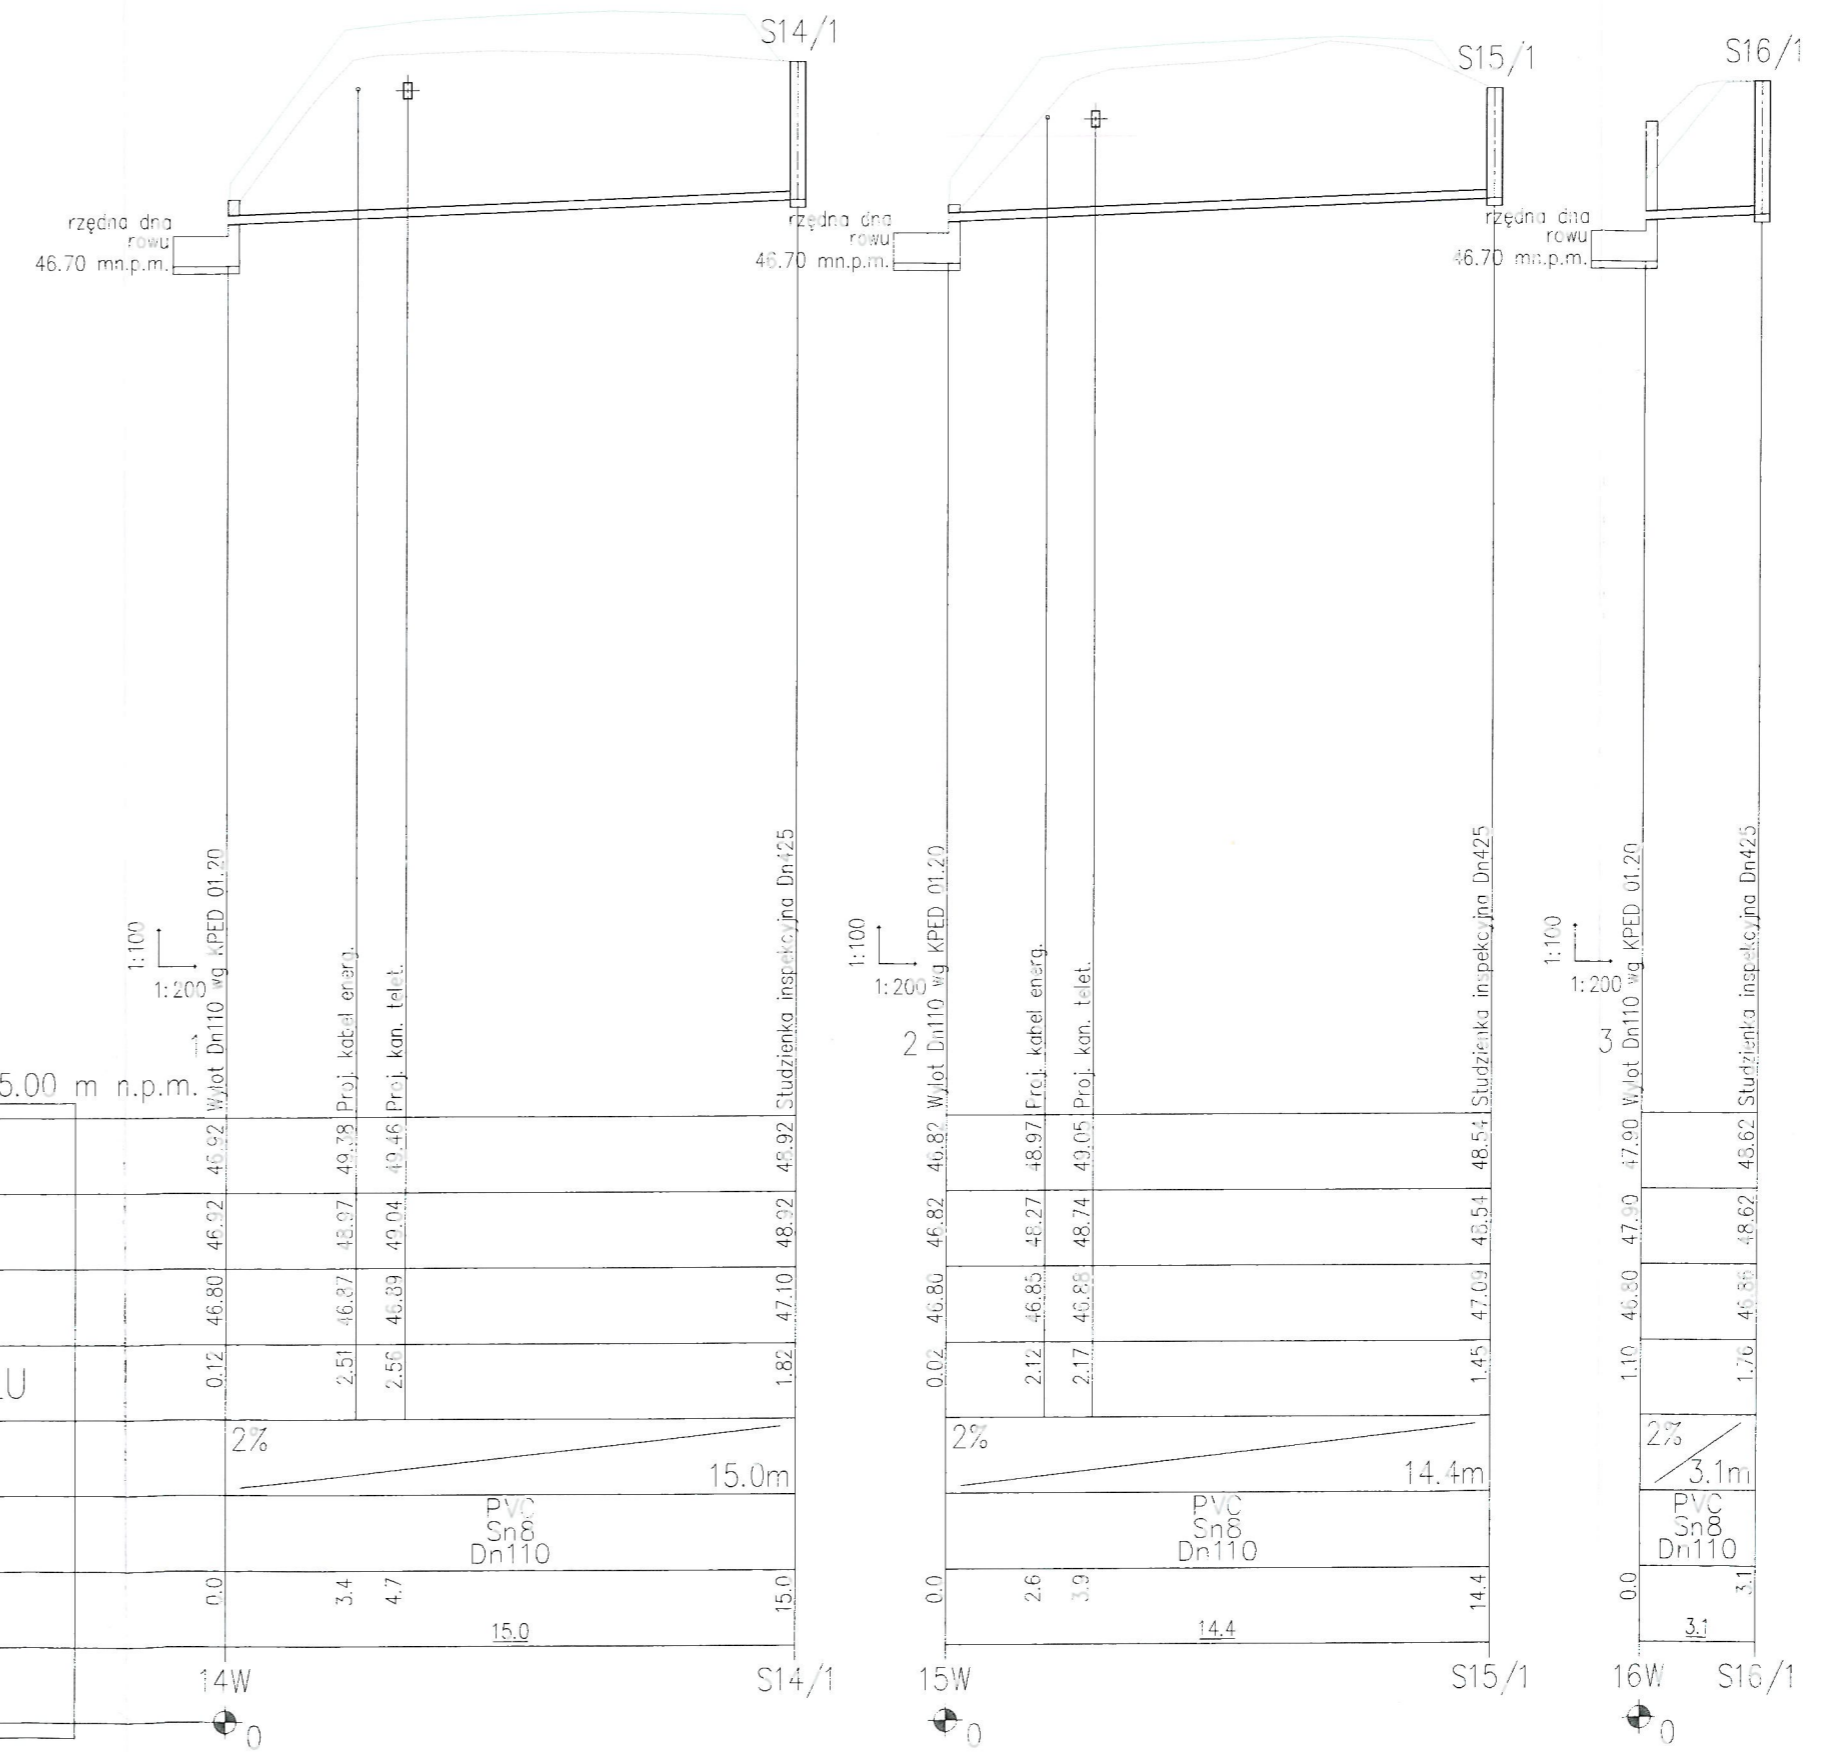 S14/1
S15/1
S16/1
rzędna dna
rowu
46.70 mn.p.m.
rzędna dna
rowu
46.70 mn.p.m.
rzędna dna
rowu
46.70 mn.p.m.
1:100
1:200
1
5.00 m n.p.m.
46.92 Wylot Dn110 wg KPED 01.20
49.38 Proj. kabel energ.
49.46 Proj. kan. telet.
48.92 Studzienka inspekcyjna Dn425
46.92
48.97
49.04
48.92
46.80
46.87
46.89
47.10
0.12
2.51
2.56
1.82
LU
2%
15.0m
PVC
Sn8
Dn110
0.0
3.4
4.7
15.0
15.0
14W
S14/1
0
1:100
1:200
2
46.82 Wylot Dn110 wg KPED 01.20
48.97 Proj. kabel energ.
49.05 Proj. kan. telet.
48.54 Studzienka inspekcyjna Dn425
46.82
48.27
48.74
48.54
46.80
46.85
46.88
47.09
0.02
2.12
2.17
1.45
2%
14.4m
PVC
Sn8
Dn110
0.0
2.6
3.9
14.4
14.4
15W
S15/1
0
1:100
1:200
3
47.90 Wylot Dn110 wg KPED 01.20
48.62 Studzienka inspekcyjna Dn425
47.90
48.62
46.80
46.86
1.10
1.76
2%
3.1m
PVC
Sn8
Dn110
0.0
3.1
3.1
16W
S16/1
0